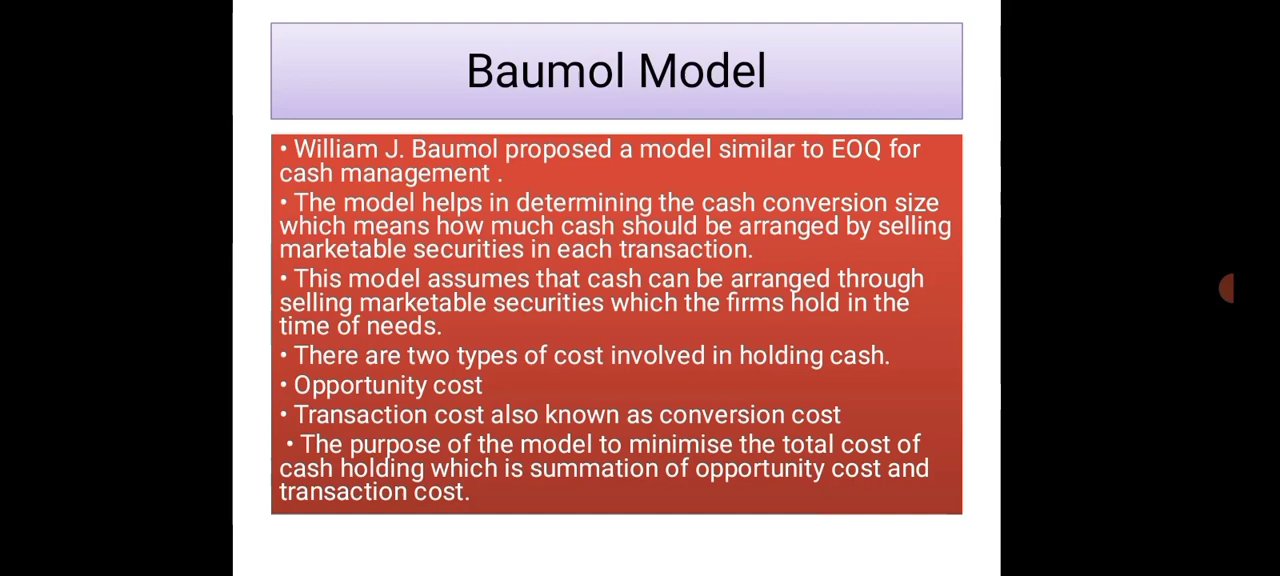 Baumol Model
• William J. Baumol proposed a model similar to EOQ for
cash management .
• The model helps in determining the cash conversion size
which means how much cash should be arranged by selling
marketable securities in each transaction.
• This model assumes that cash can be arranged through
selling marketable securities which the firms hold in the
time of needs.
• There are two types of cost involved in holding cash.
• Opportunity cost
• Transaction cost also known as conversion cost
• The purpose of the model to minimise the total cost of
cash holding which is summation of opportunity cost and
transaction cost.